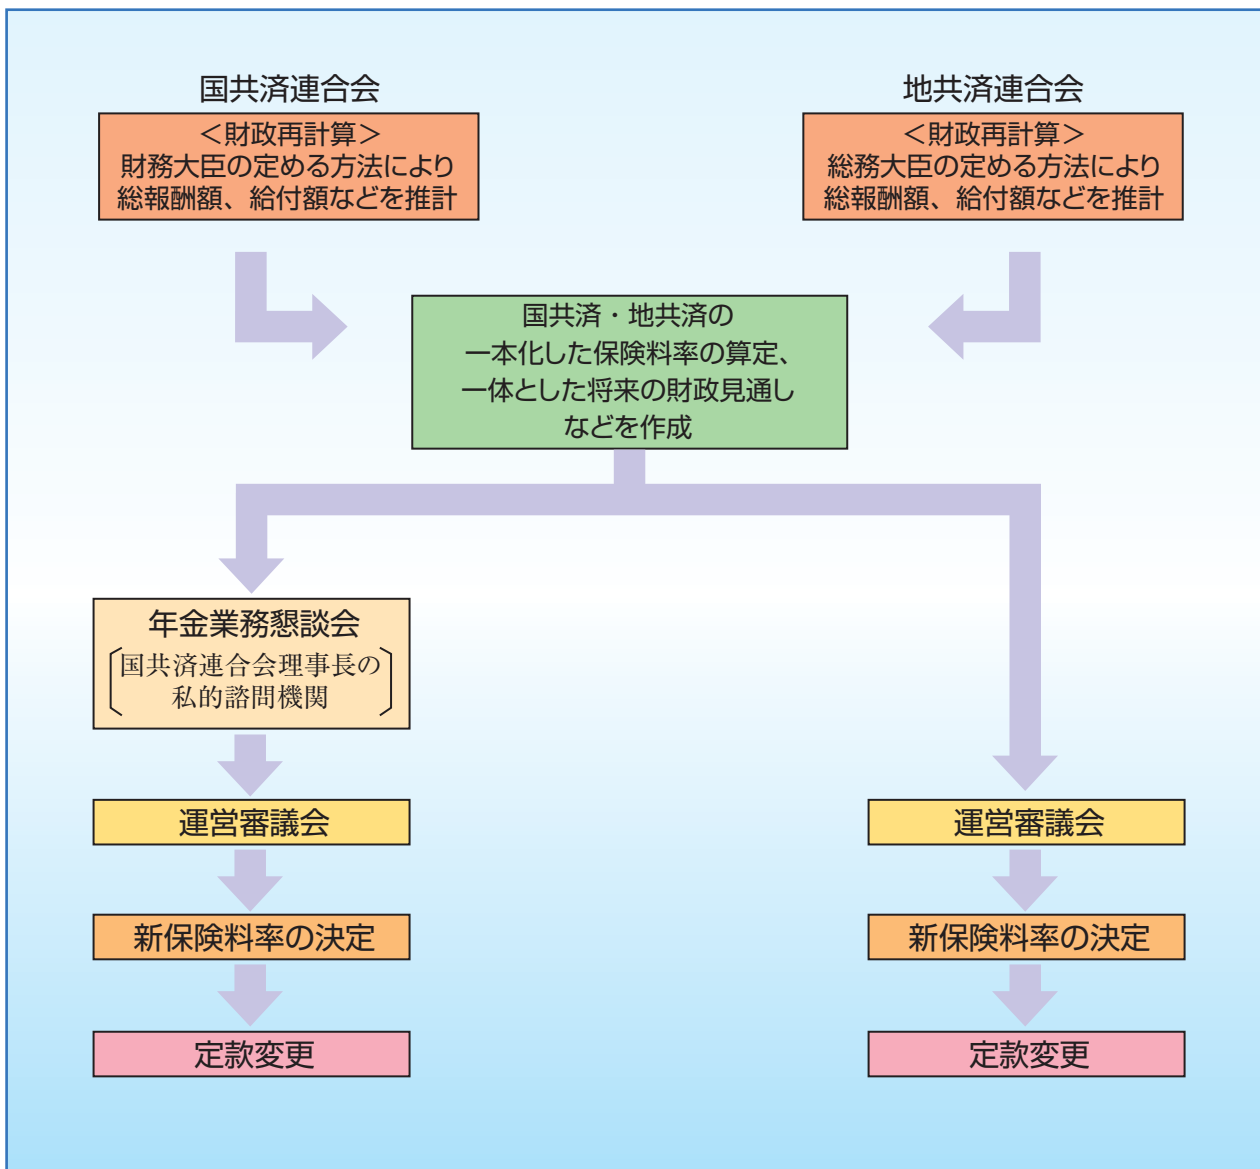 国共済連合会
＜財政再計算＞
財務大臣の定める方法により
総報酬額、給付額などを推計
地共済連合会
＜財政再計算＞
総務大臣の定める方法により
総報酬額、給付額などを推計
国共済・地共済の
一本化した保険料率の算定、
一体とした将来の財政見通し
などを作成
年金業務懇談会
国共済連合会理事長の
私的諮問機関
運営審議会
新保険料率の決定
定款変更
運営審議会
新保険料率の決定
定款変更